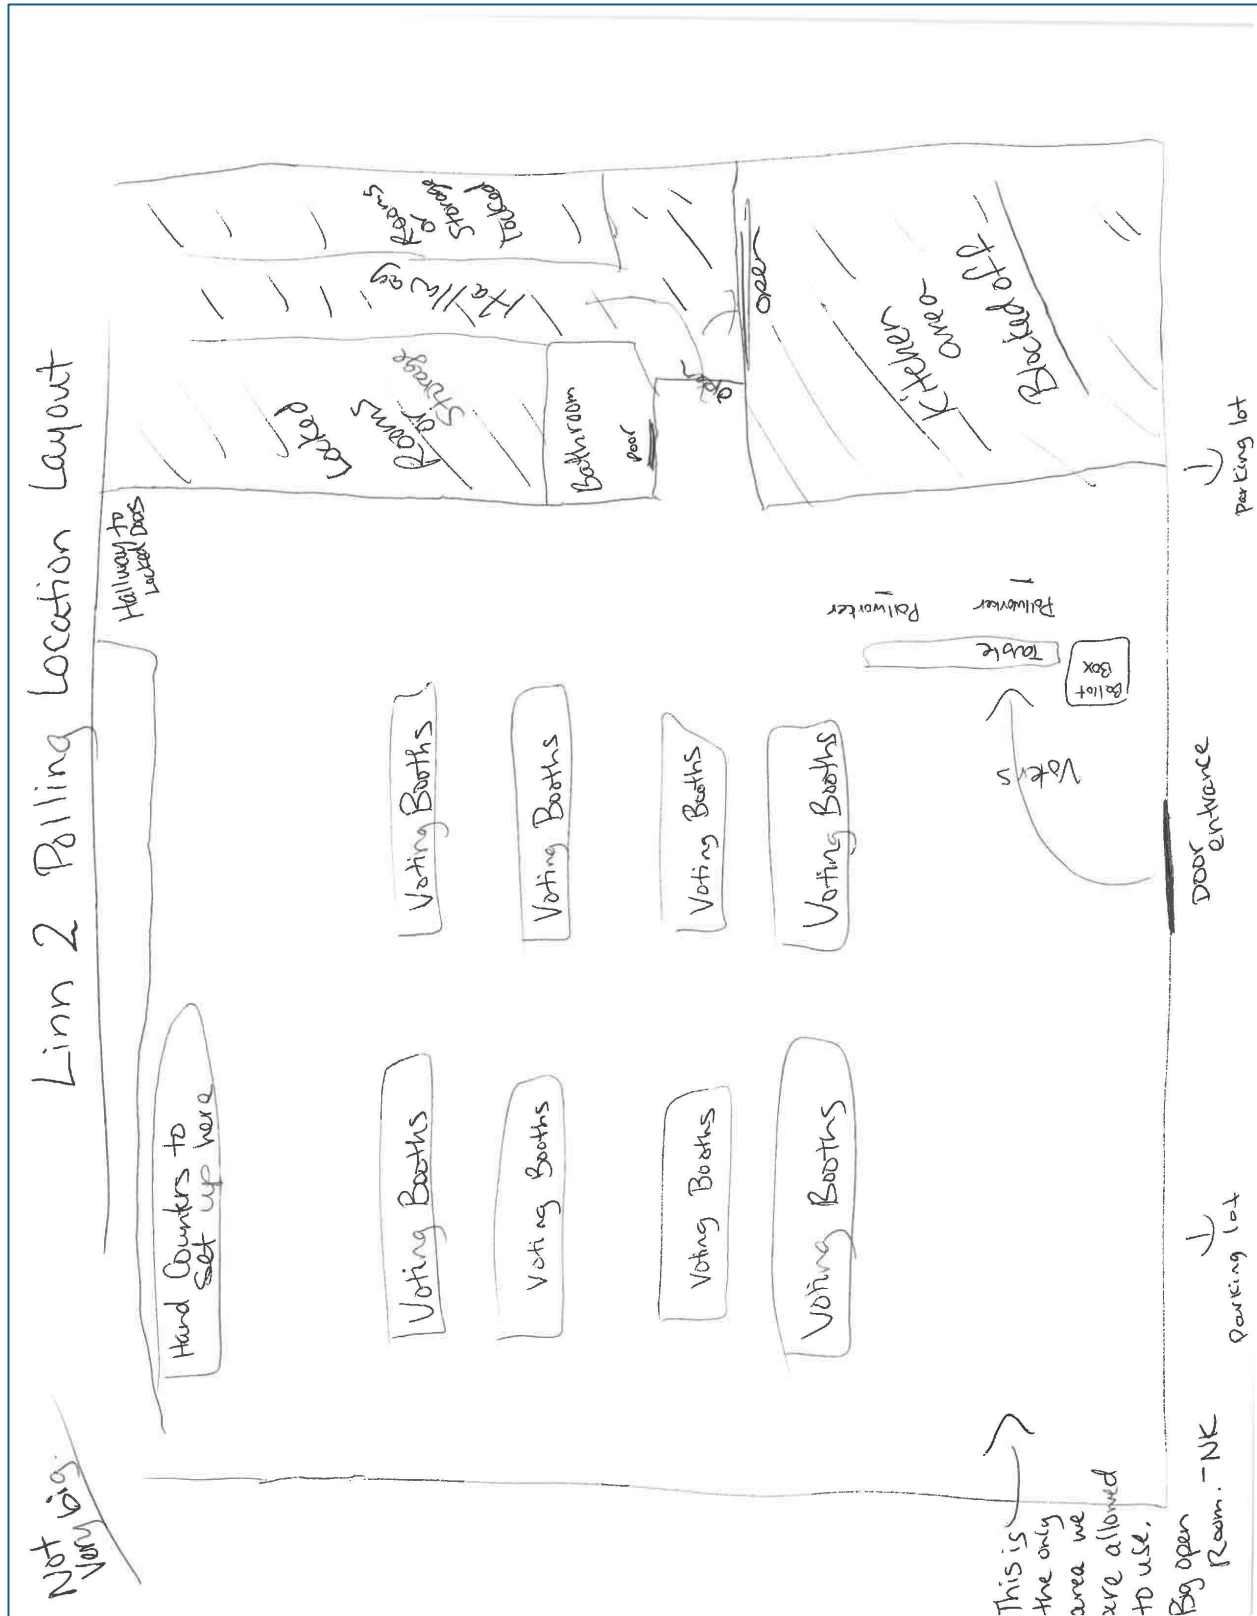 Linn 2 Polling Location Layout
Not
Very big.
Hand Counters to
Set up here
Hallway to
Locked Doors
Locked
Rooms
or
Storage
Hallway
Locked
Storage
or
Rooms
Bathroom
Door
open
open
Kitchen
area
Blocked off
Voting Booths
Voting Booths
Voting Booths
Voting Booths
Voting Booths
Voting Booths
Voting Booths
Voting Booths
Pollworker
Pollworker
Table
Ballot
Box
Voters
This is
the only
area we
are allowed
to use.
Big open
Room. -NK
parking lot
Door
entrance
parking lot